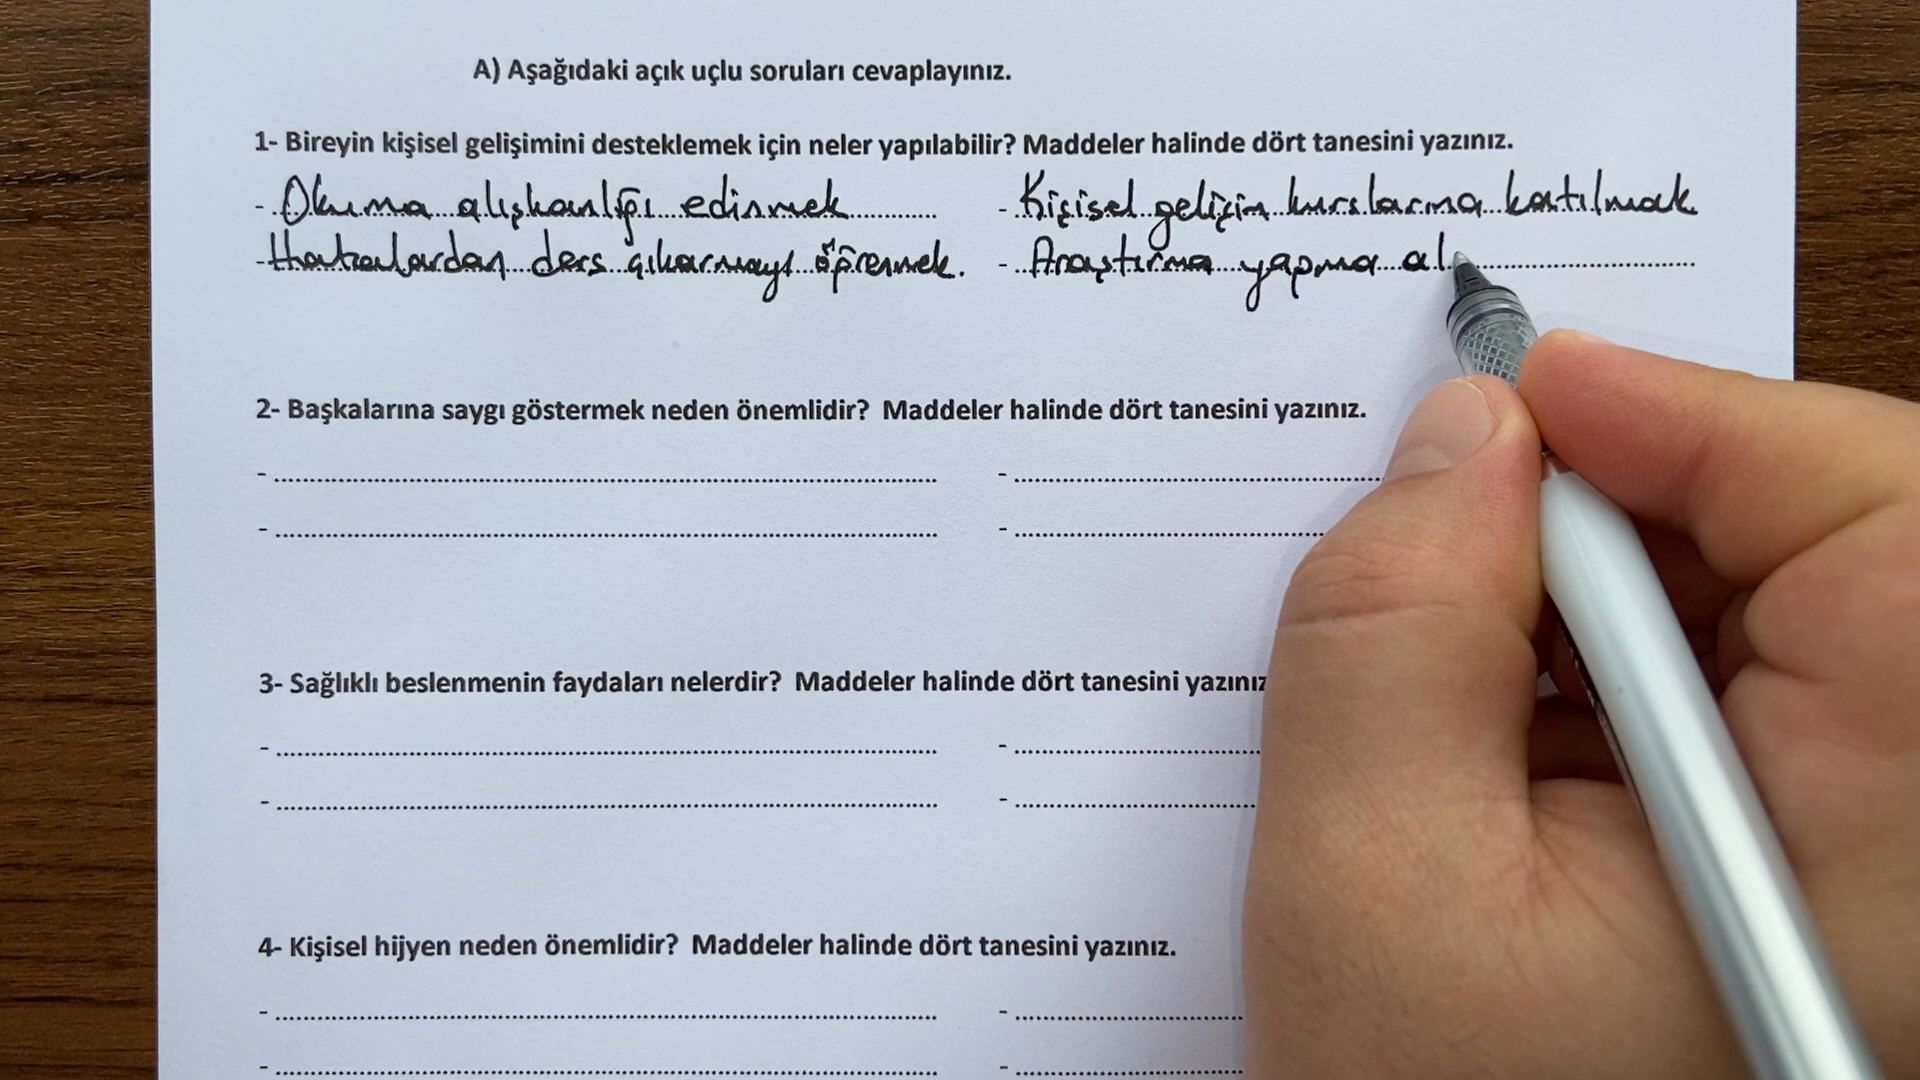 A) Aşağıdaki açık uçlu soruları cevaplayınız.
1- Bireyin kişisel gelişimini desteklemek için neler yapılabilir? Maddeler halinde dört tanesini yazınız.
- Okuma alışkanlığı edinmek
- Kişisel gelişim kurslarına katılmak
- Hatalardan ders çıkarmayı öğrenmek.
- Araştırma yapma al
2- Başkalarına saygı göstermek neden önemlidir? Maddeler halinde dört tanesini yazınız.
3- Sağlıklı beslenmenin faydaları nelerdir? Maddeler halinde dört tanesini yazınız
4- Kişisel hijyen neden önemlidir? Maddeler halinde dört tanesini yazınız.